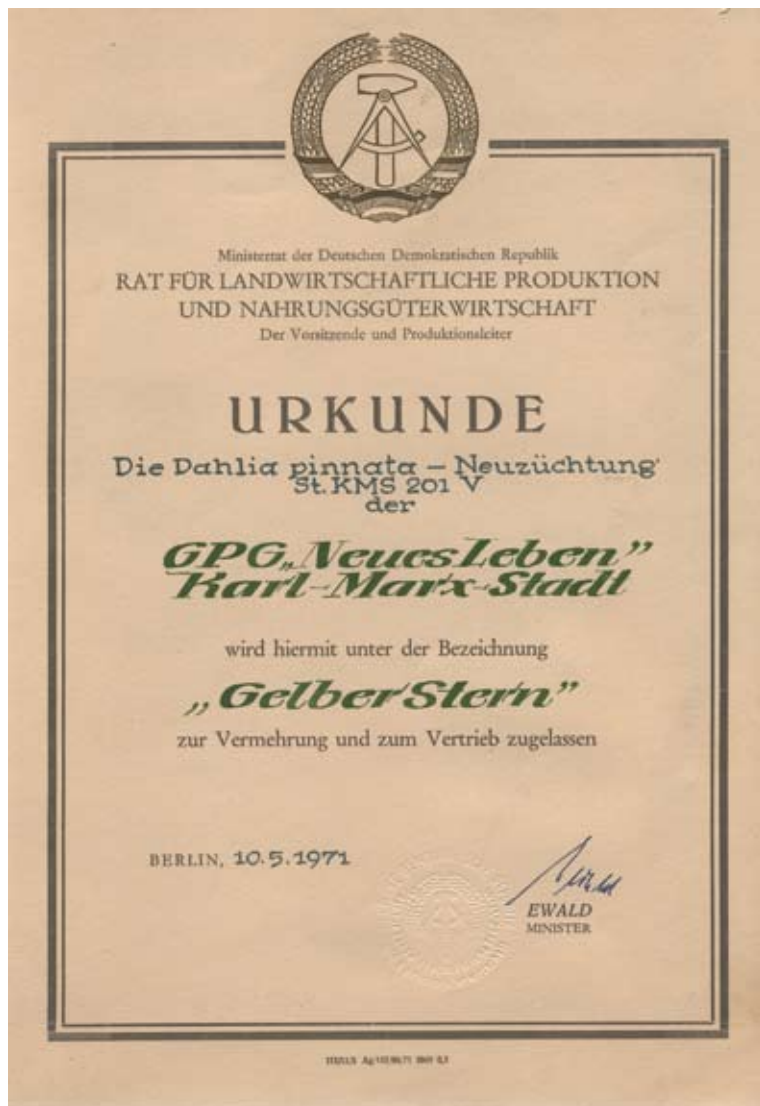 Ministerrat der Deutschen Demokratischen Republik
RAT FÜR LANDWIRTSCHAFTLICHE PRODUKTION
UND NAHRUNGSGÜTERWIRTSCHAFT
Der Vorsitzende und Produktionsleiter
URKUNDE
Die Dahlia pinnata – Neuzüchtung
St. KMS 201 V
der
GPG „Neues Leben”
Karl-Marx-Stadt
wird hiermit unter der Bezeichnung
„Gelber Stern”
zur Vermehrung und zum Vertrieb zugelassen
BERLIN, 10.5.1971
EWALD
MINISTER